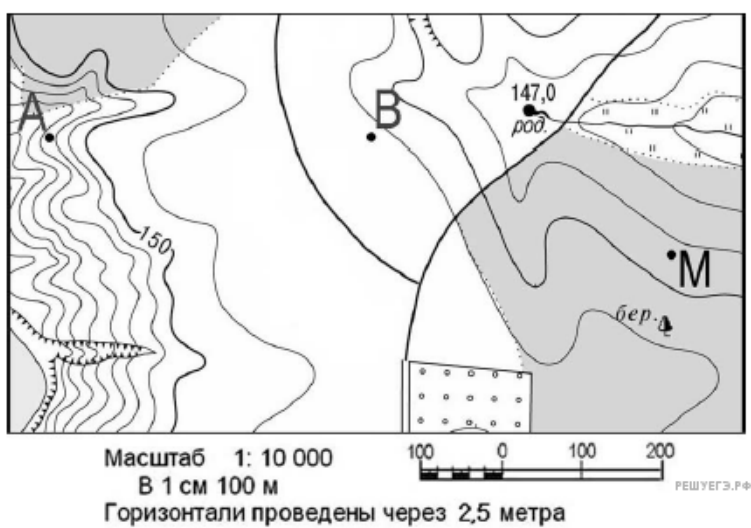 А
В
147,0
род.
150
М
бер.
Масштаб 1: 10 000
В 1 см 100 м
100 0 100 200
РЕШУЕГЭ.РФ
Горизонтали проведены через 2,5 метра